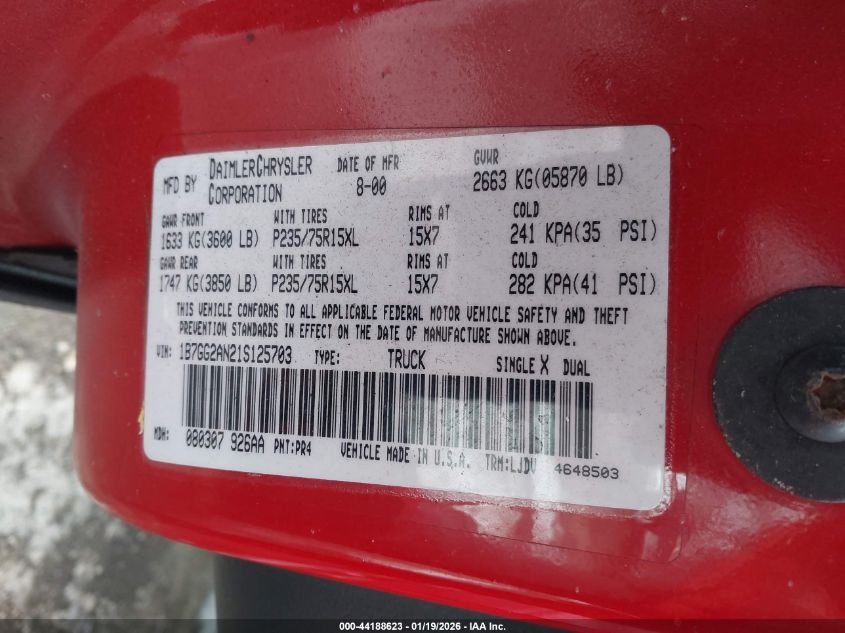 MFD BY DAIMLERCHRYSLER CORPORATION DATE OF MFR 8-00 GVWR 2663 KG(05870 LB)
GAWR FRONT WITH TIRES RIMS AT COLD
1633 KG(3600 LB) P235/75R15XL 15X7 241 KPA(35 PSI)
GAWR REAR WITH TIRES RIMS AT COLD
1747 KG(3850 LB) P235/75R15XL 15X7 282 KPA(41 PSI)
THIS VEHICLE CONFORMS TO ALL APPLICABLE FEDERAL MOTOR VEHICLE SAFETY AND THEFT
PREVENTION STANDARDS IN EFFECT ON THE DATE OF MANUFACTURE SHOWN ABOVE.
VIN: 1B7GG2AN21S125703 TYPE: TRUCK SINGLE X DUAL
MDH: 080307 926AA PNT:PR4 VEHICLE MADE IN U.S.A. TRM:LJDV 4648503
000-44188623 - 01/19/2026 - IAA Inc.